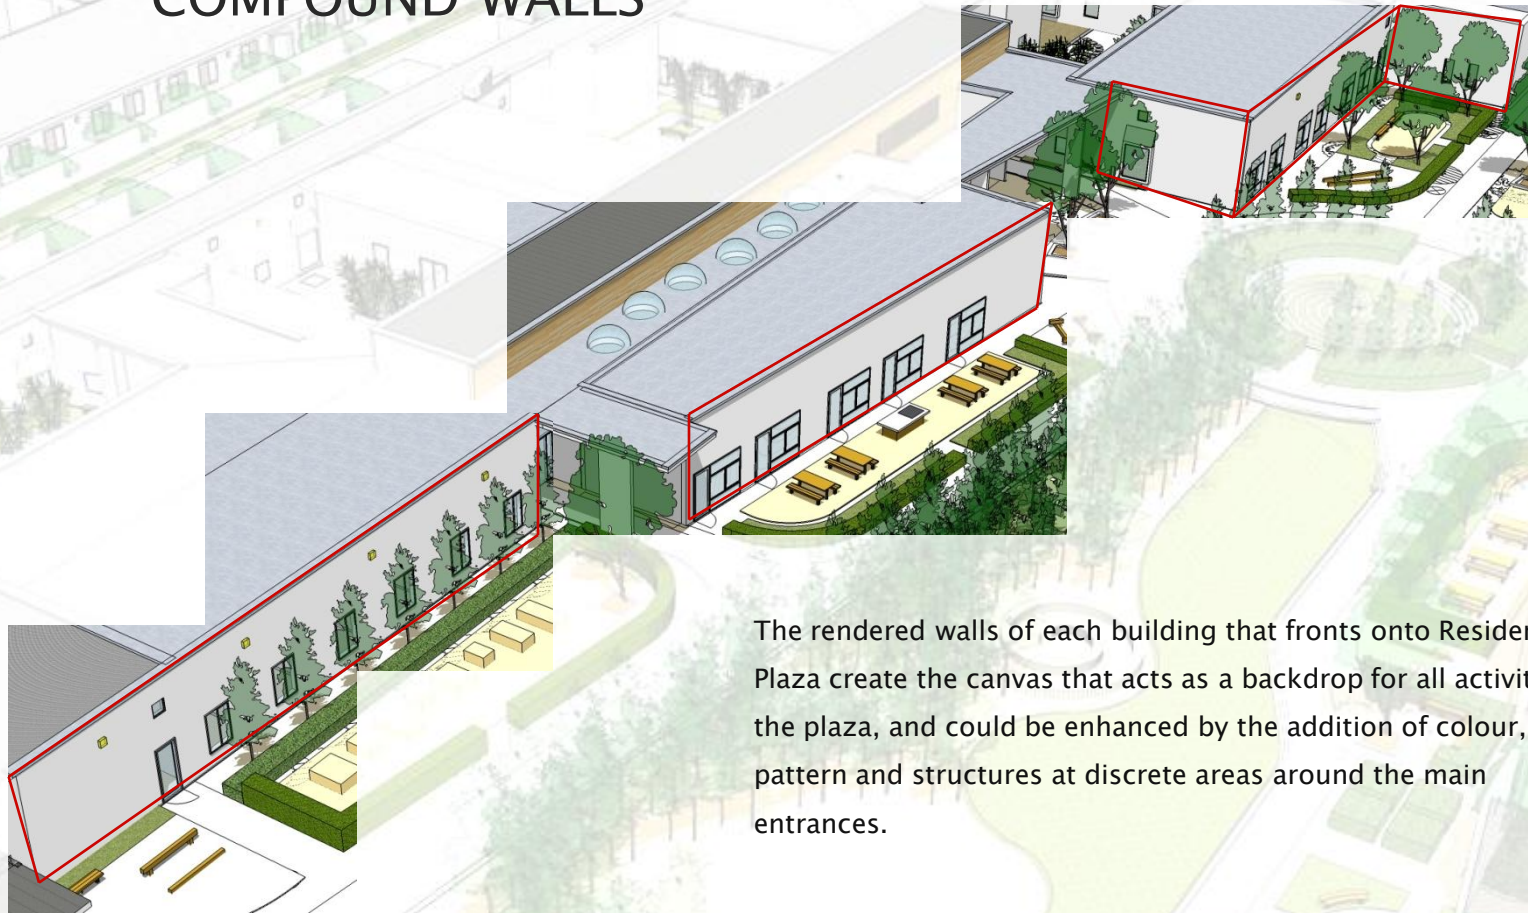 COMPOUND WALLS
The rendered walls of each building that fronts onto
Plaza create the canvas that acts as a backdrop for all
the plaza, and could be enhanced by the addition of colour,
pattern and structures at discrete areas around the main
entrances.